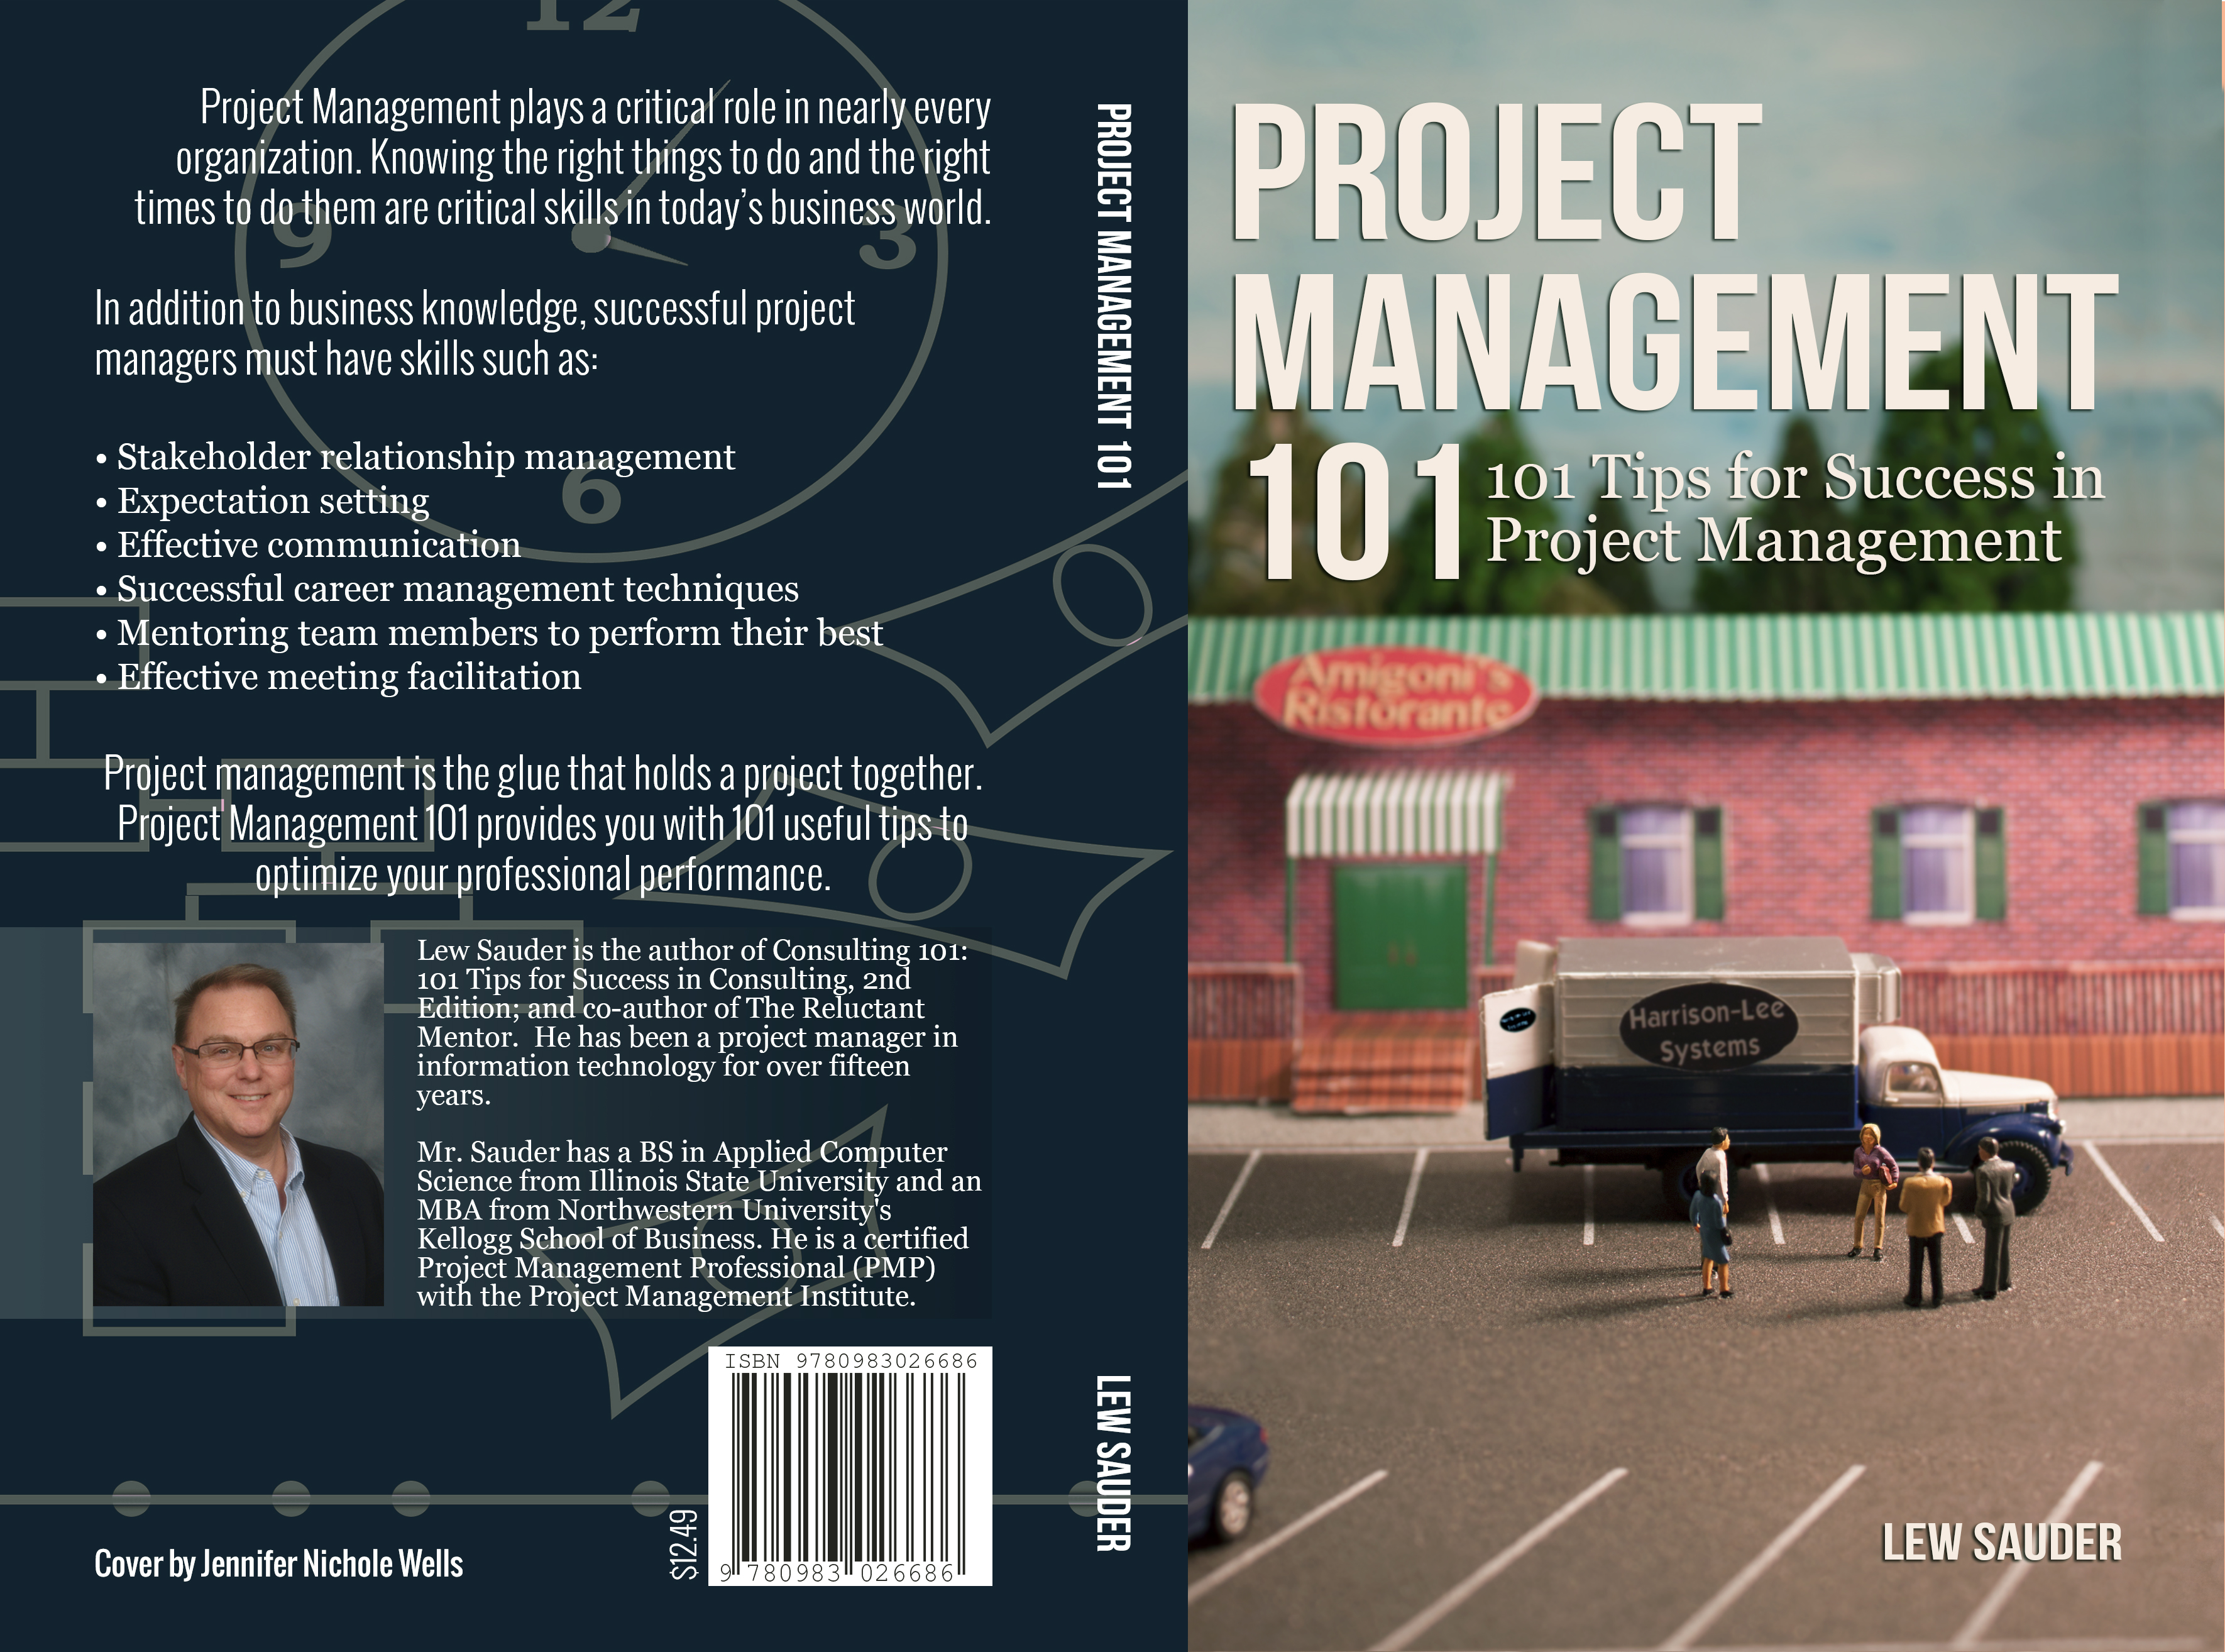 12
9
3
6
Project Management plays a critical role in nearly every
organization. Knowing the right things to do and the right
times to do them are critical skills in today’s business world.
In addition to business knowledge, successful project
managers must have skills such as:
• Stakeholder relationship management
• Expectation setting
• Effective communication
• Successful career management techniques
• Mentoring team members to perform their best
• Effective meeting facilitation
Project management is the glue that holds a project together.
Project Management 101 provides you with 101 useful tips to
optimize your professional performance.
Lew Sauder is the author of Consulting 101:
101 Tips for Success in Consulting, 2nd
Edition; and co-author of The Reluctant
Mentor.  He has been a project manager in
information technology for over fifteen
years.
Mr. Sauder has a BS in Applied Computer
Science from Illinois State University and an
MBA from Northwestern University's
Kellogg School of Business. He is a certified
Project Management Professional (PMP)
with the Project Management Institute.
ISBN 9780983026686
9 780983 026686
$12.49
Cover by Jennifer Nichole Wells
PROJECT MANAGEMENT 101
LEW SAUDER
PROJECT
MANAGEMENT
101
101 Tips for Success in
Project Management
Amigoni's
Ristorante
Harrison-Lee
Systems
LEW SAUDER